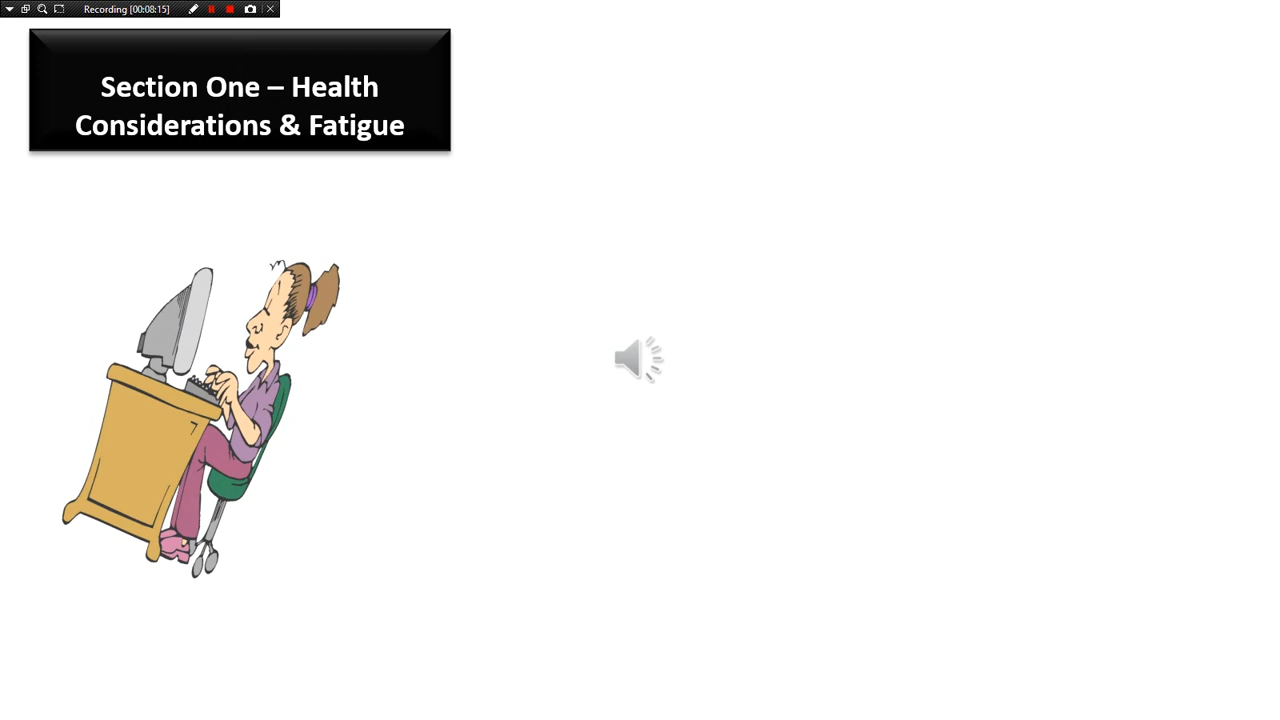 Recording [00:08:15]
Section One – Health
Considerations & Fatigue